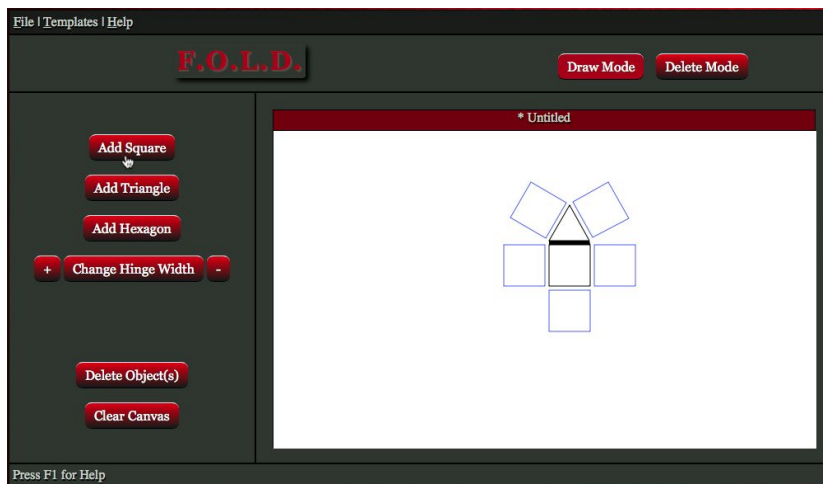 File | Templates | Help
F.O.L.D.
Draw Mode
Delete Mode
* Untitled
Add Square
Add Triangle
Add Hexagon
+ Change Hinge Width -
Delete Object(s)
Clear Canvas
Press F1 for Help